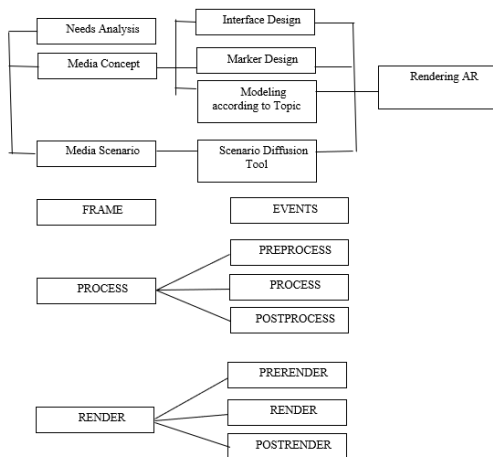 Needs Analysis
Media Concept
Media Scenario
Interface Design
Marker Design
Modeling
according to Topic
Scenario Diffusion
Tool
Rendering AR
FRAME
EVENTS
PROCESS
PREPROCESS
PROCESS
POSTPROCESS
RENDER
PRERENDER
RENDER
POSTRENDER